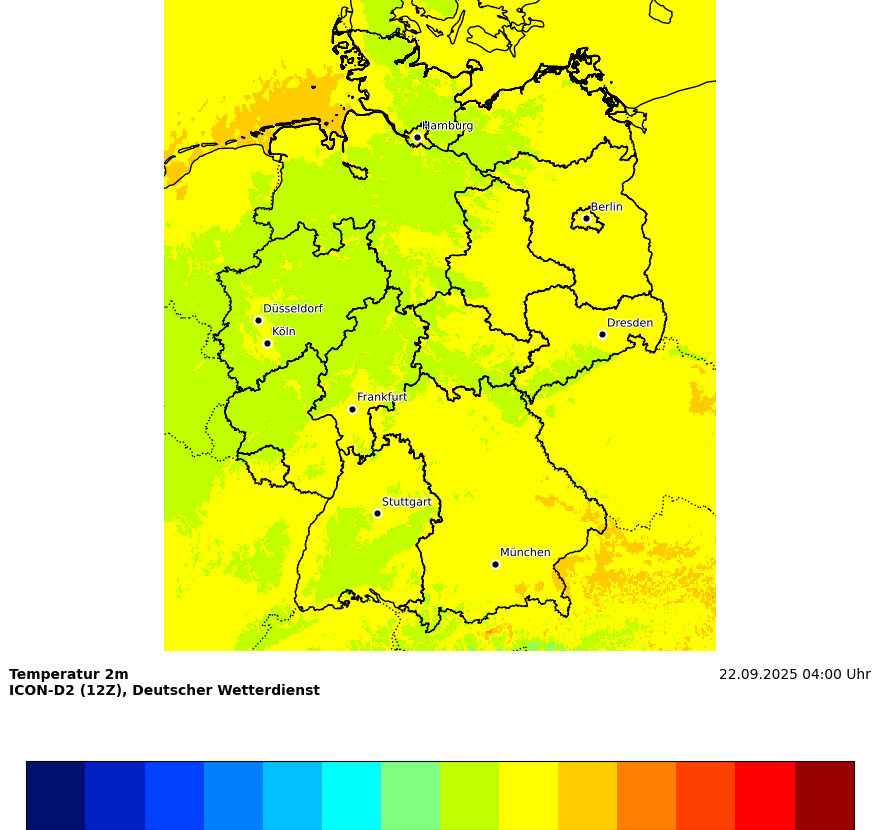 Hamburg
Berlin
Düsseldorf
Köln
Dresden
Frankfurt
Stuttgart
München
Temperatur 2m
22.09.2025 04:00 Uhr
ICON-D2 (12Z), Deutscher Wetterdienst